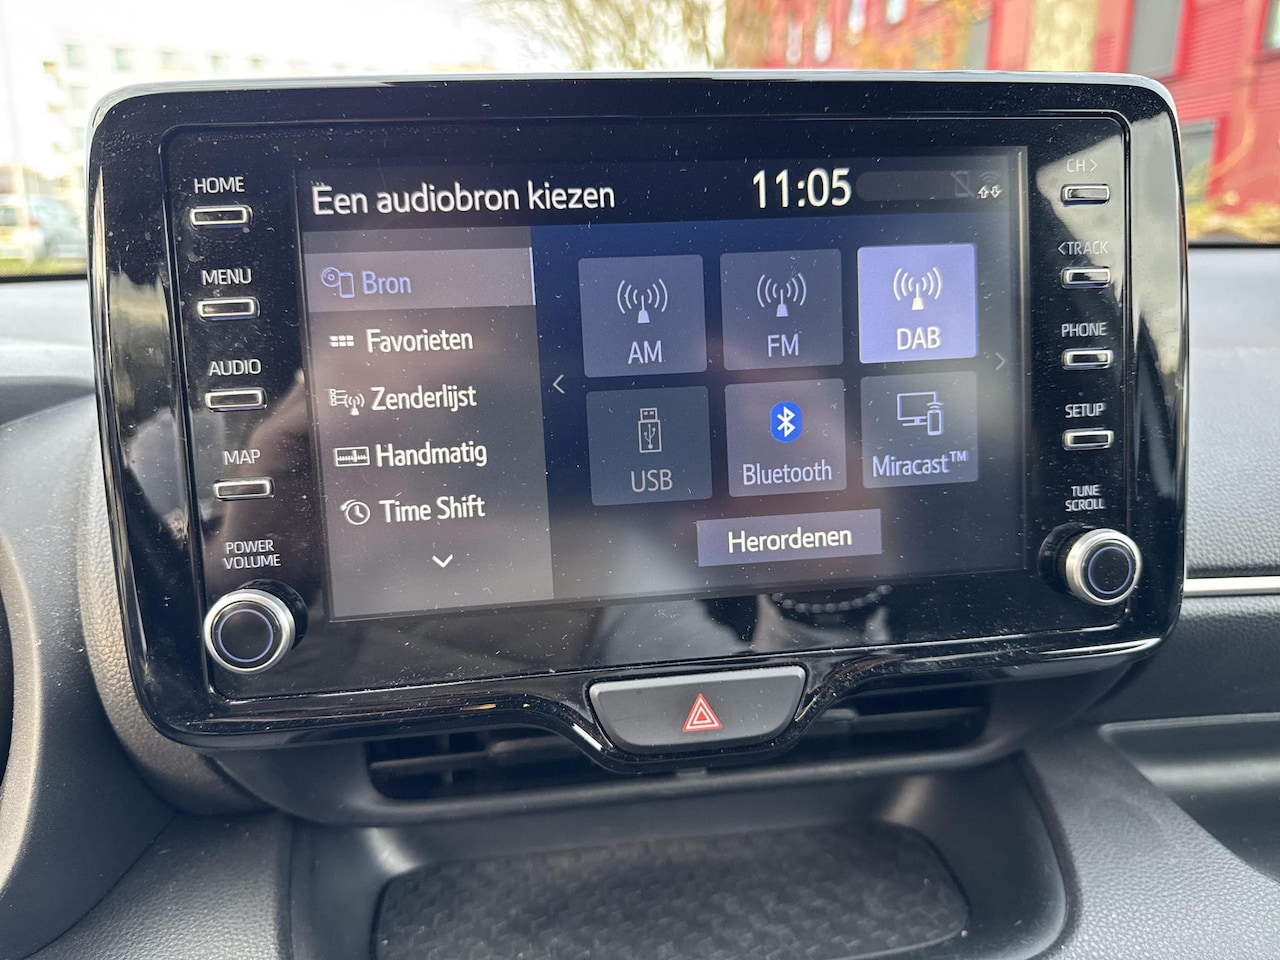 HOME
MENU
AUDIO
MAP
POWER
VOLUME
Een audiobron kiezen
11:05
Bron
Favorieten
Zenderlijst
Handmatig
Time Shift
<
AM
FM
DAB
USB
Bluetooth
Miracast™
>
Herordenen
CH >
< TRACK
PHONE
SETUP
TUNE
SCROLL